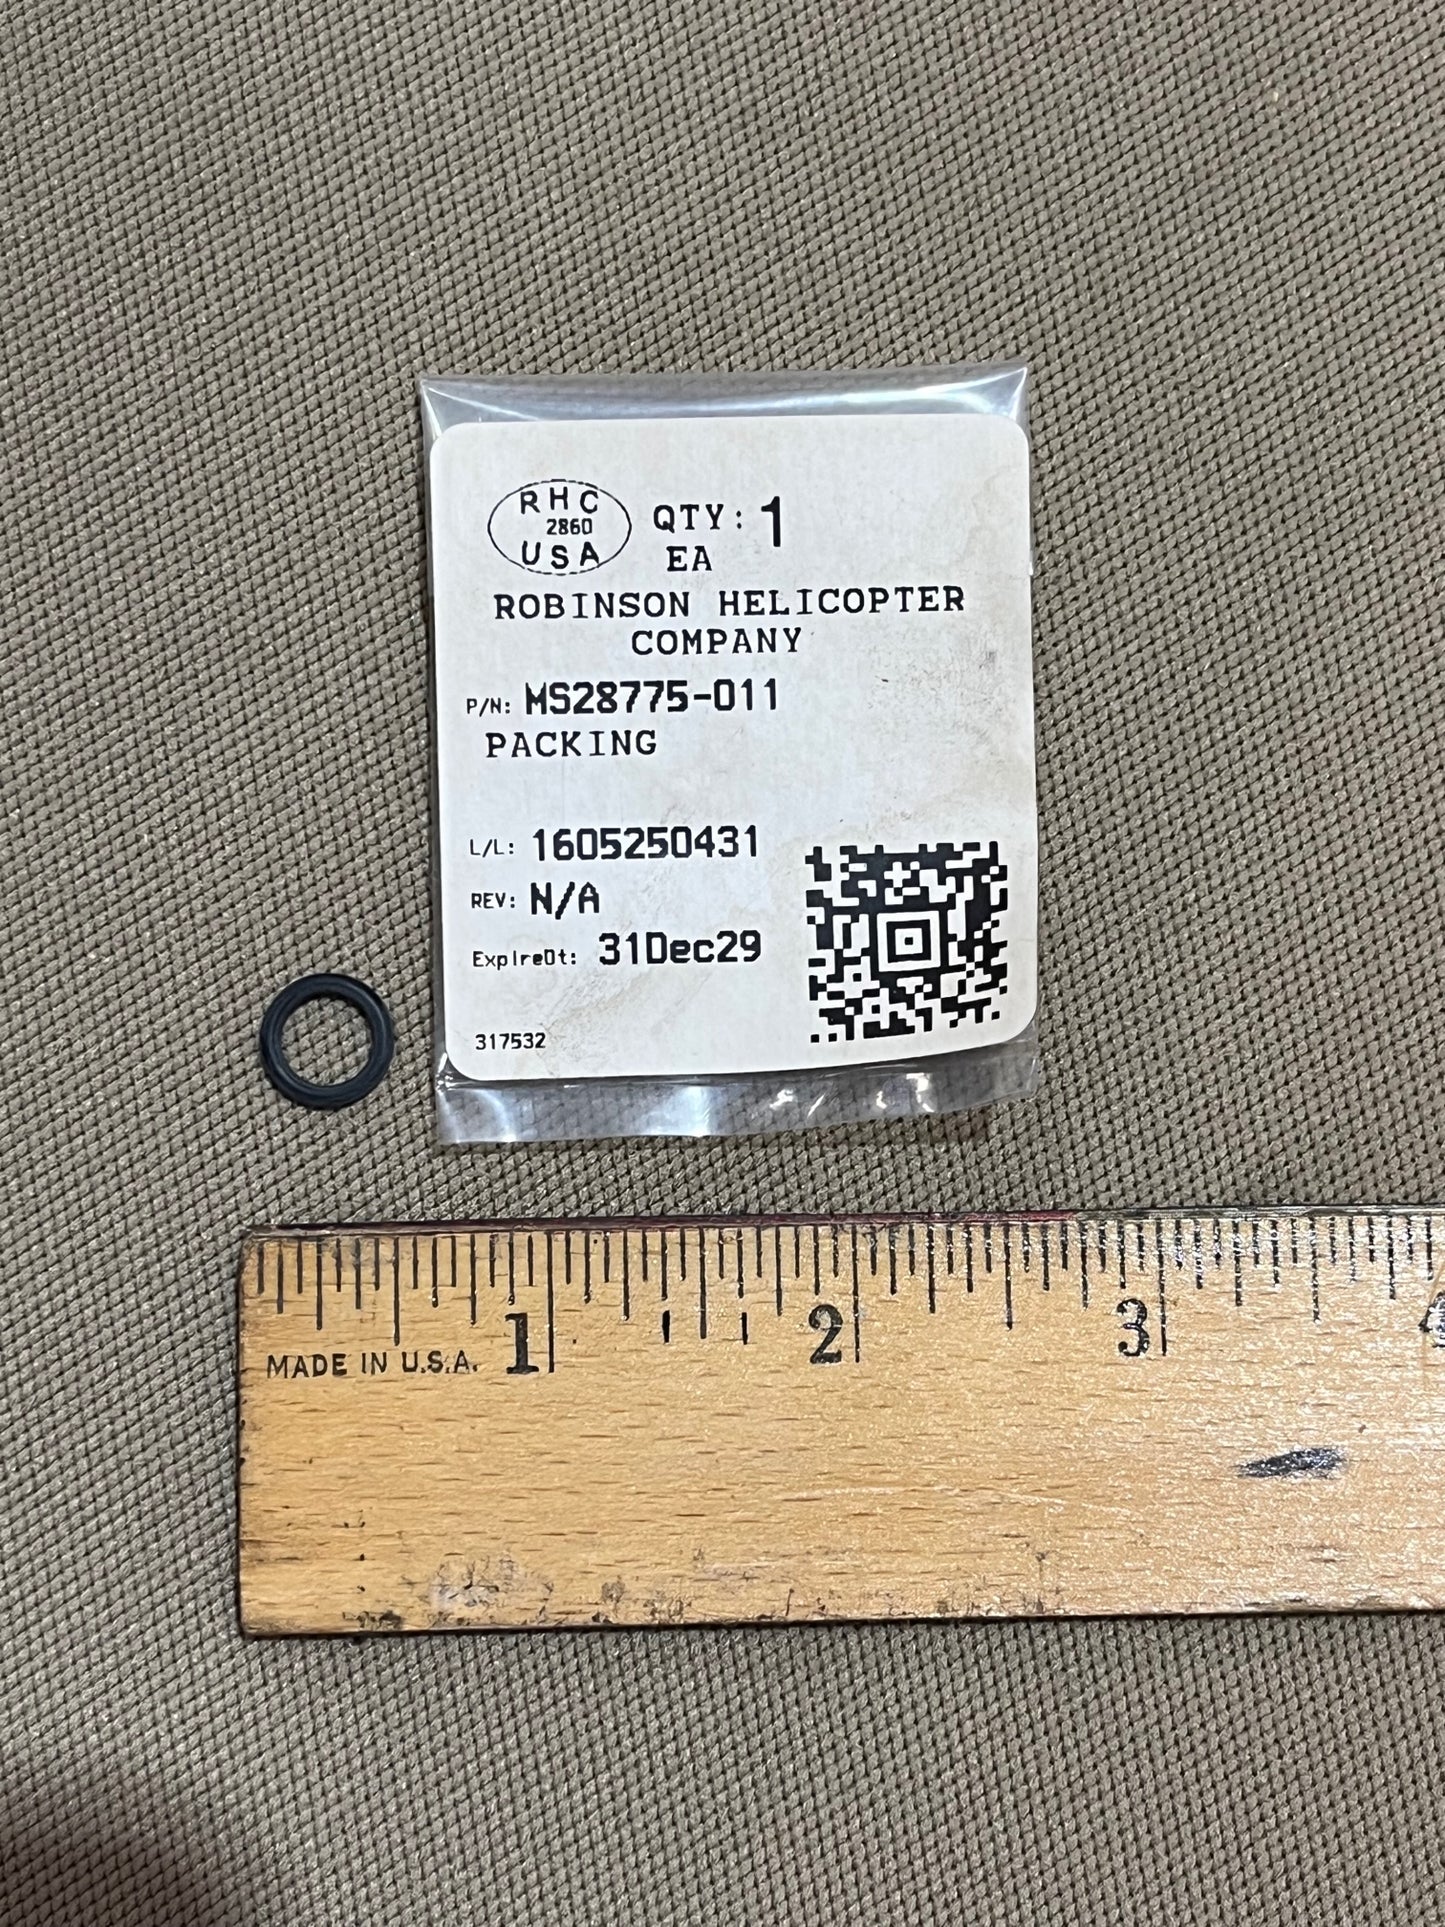 RHC
2860
USA
QTY: 1
EA
ROBINSON HELICOPTER
COMPANY
P/N: MS28775-011
PACKING
L/L: 1605250431
REV: N/A
ExpireDt: 31Dec29
317532
1 2 3 4
MADE IN U.S.A.